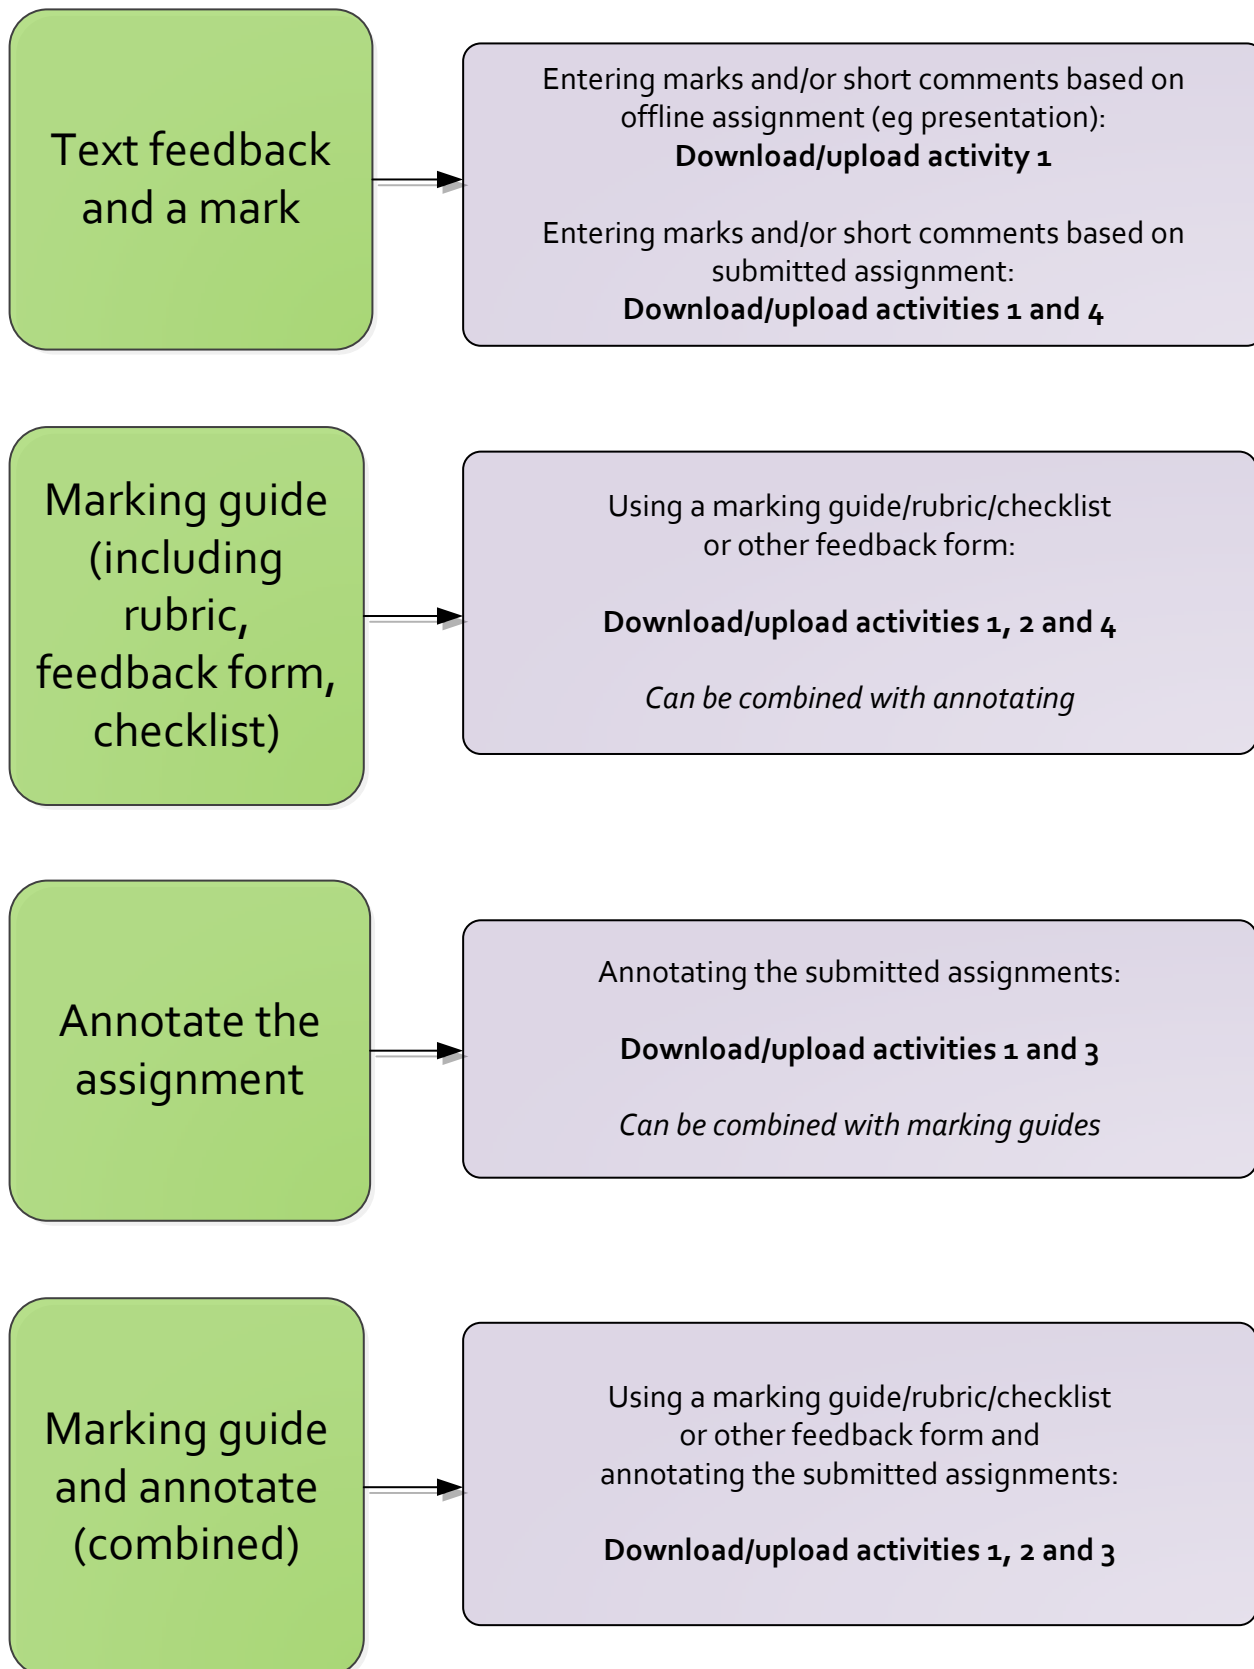 Text feedback
and a mark
Entering marks and/or short comments based on
offline assignment (eg presentation):
Download/upload activity 1
Entering marks and/or short comments based on
submitted assignment:
Download/upload activities 1 and 4
Marking guide
(including
rubric,
feedback form,
checklist)
Using a marking guide/rubric/checklist
or other feedback form:
Download/upload activities 1, 2 and 4
Can be combined with annotating
Annotate the
assignment
Annotating the submitted assignments:
Download/upload activities 1 and 3
Can be combined with marking guides
Marking guide
and annotate
(combined)
Using a marking guide/rubric/checklist
or other feedback form and
annotating the submitted assignments:
Download/upload activities 1, 2 and 3